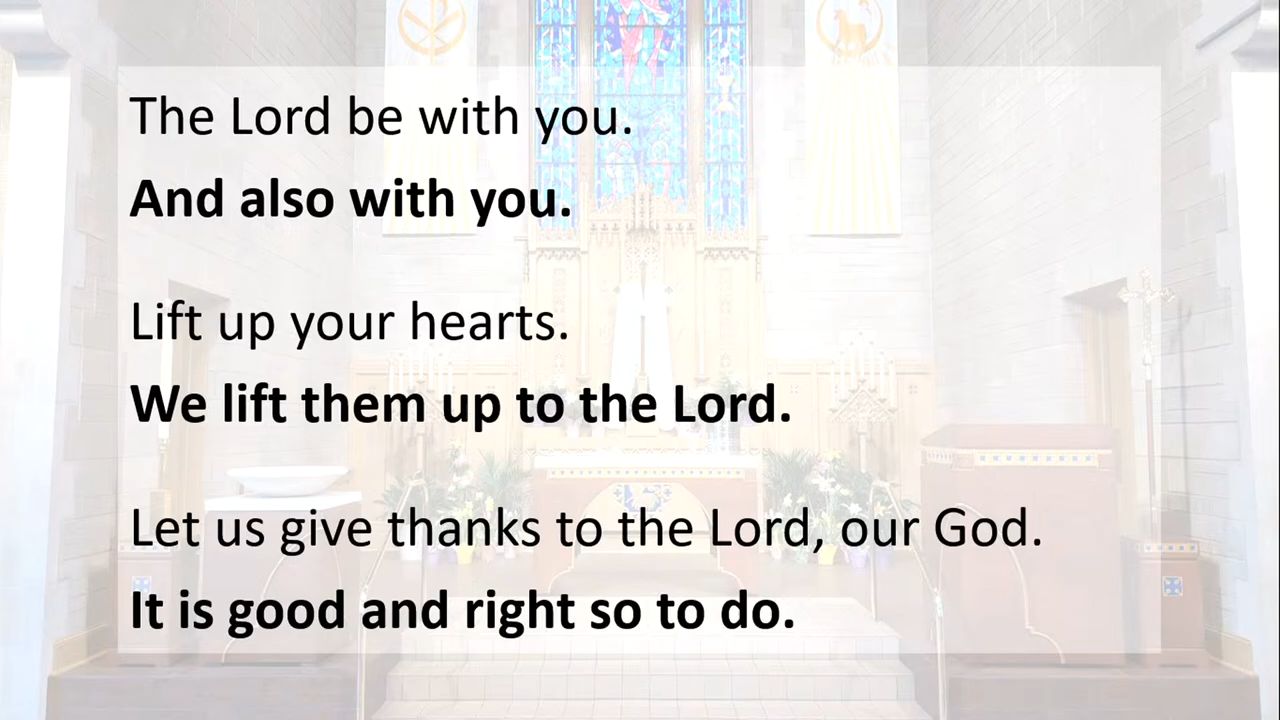 The Lord be with you.
And also with you.
Lift up your hearts.
We lift them up to the Lord.
Let us give thanks to the Lord, our God.
It is good and right so to do.